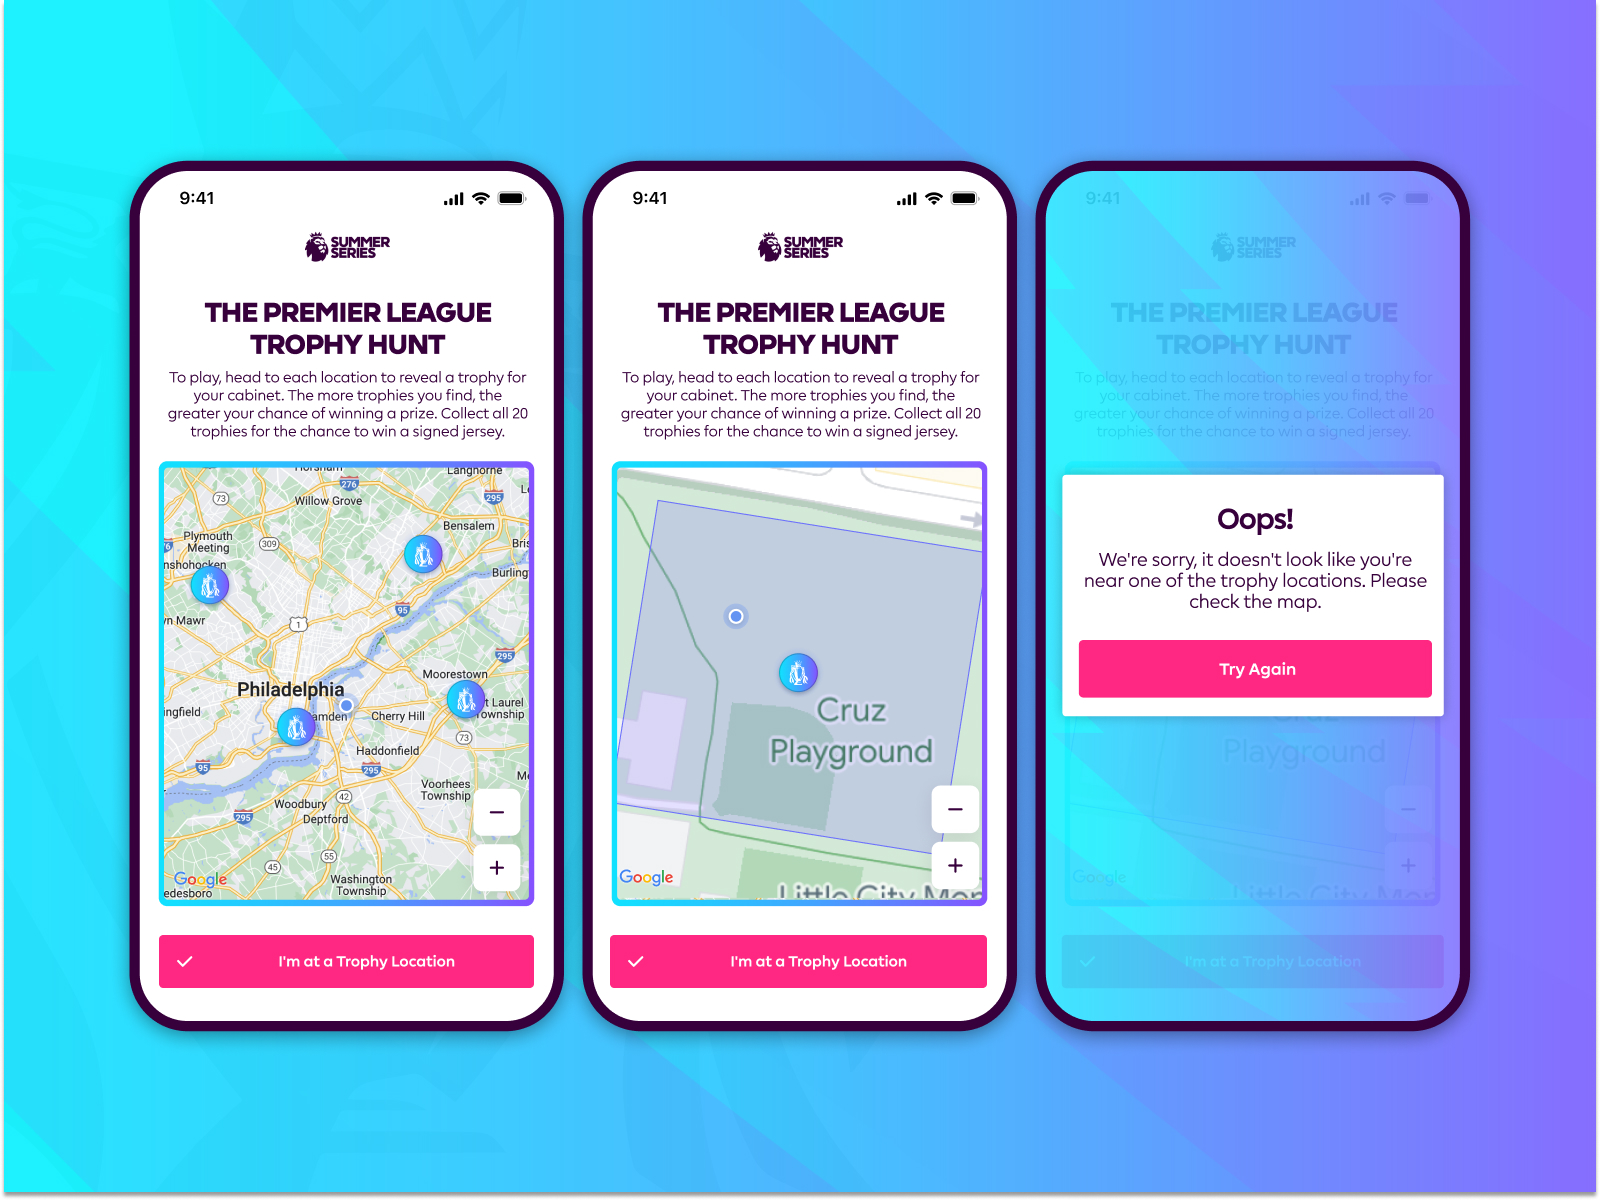 9:41
SUMMER
SERIES
THE PREMIER LEAGUE
TROPHY HUNT
To play, head to each location to reveal a trophy for
your cabinet. The more trophies you find, the
greater your chance of winning a prize. Collect all 20
trophies for the chance to win a signed jersey.
Horsham
Langhorne
276
295
73
Willow Grove
Bensalem
Plymouth
Meeting
309
Bris
nshohocken
Burling
95
yn Mawr
1
295
Moorestown
Philadelphia
t Laurel
Township
ingfield
amden
Cherry Hill
73
Haddonfield
95
295
Voorhees
Township
42
Woodbury
295
Deptford
55
45
Google
Washington
Township
edesboro
I'm at a Trophy Location
9:41
SUMMER
SERIES
THE PREMIER LEAGUE
TROPHY HUNT
To play, head to each location to reveal a trophy for
your cabinet. The more trophies you find, the
greater your chance of winning a prize. Collect all 20
trophies for the chance to win a signed jersey.
Cruz
Playground
Google
Little City Mon
I'm at a Trophy Location
9:41
SUMMER
SERIES
THE PREMIER LEAGUE
TROPHY HUNT
To play, head to each location to reveal a trophy for
your cabinet. The more trophies you find, the
greater your chance of winning a prize. Collect all 20
trophies for the chance to win a signed jersey.
Oops!
We're sorry, it doesn't look like you're
near one of the trophy locations. Please
check the map.
Try Again
Cruz
Playground
Google
Little City Mon
I'm at a Trophy Location